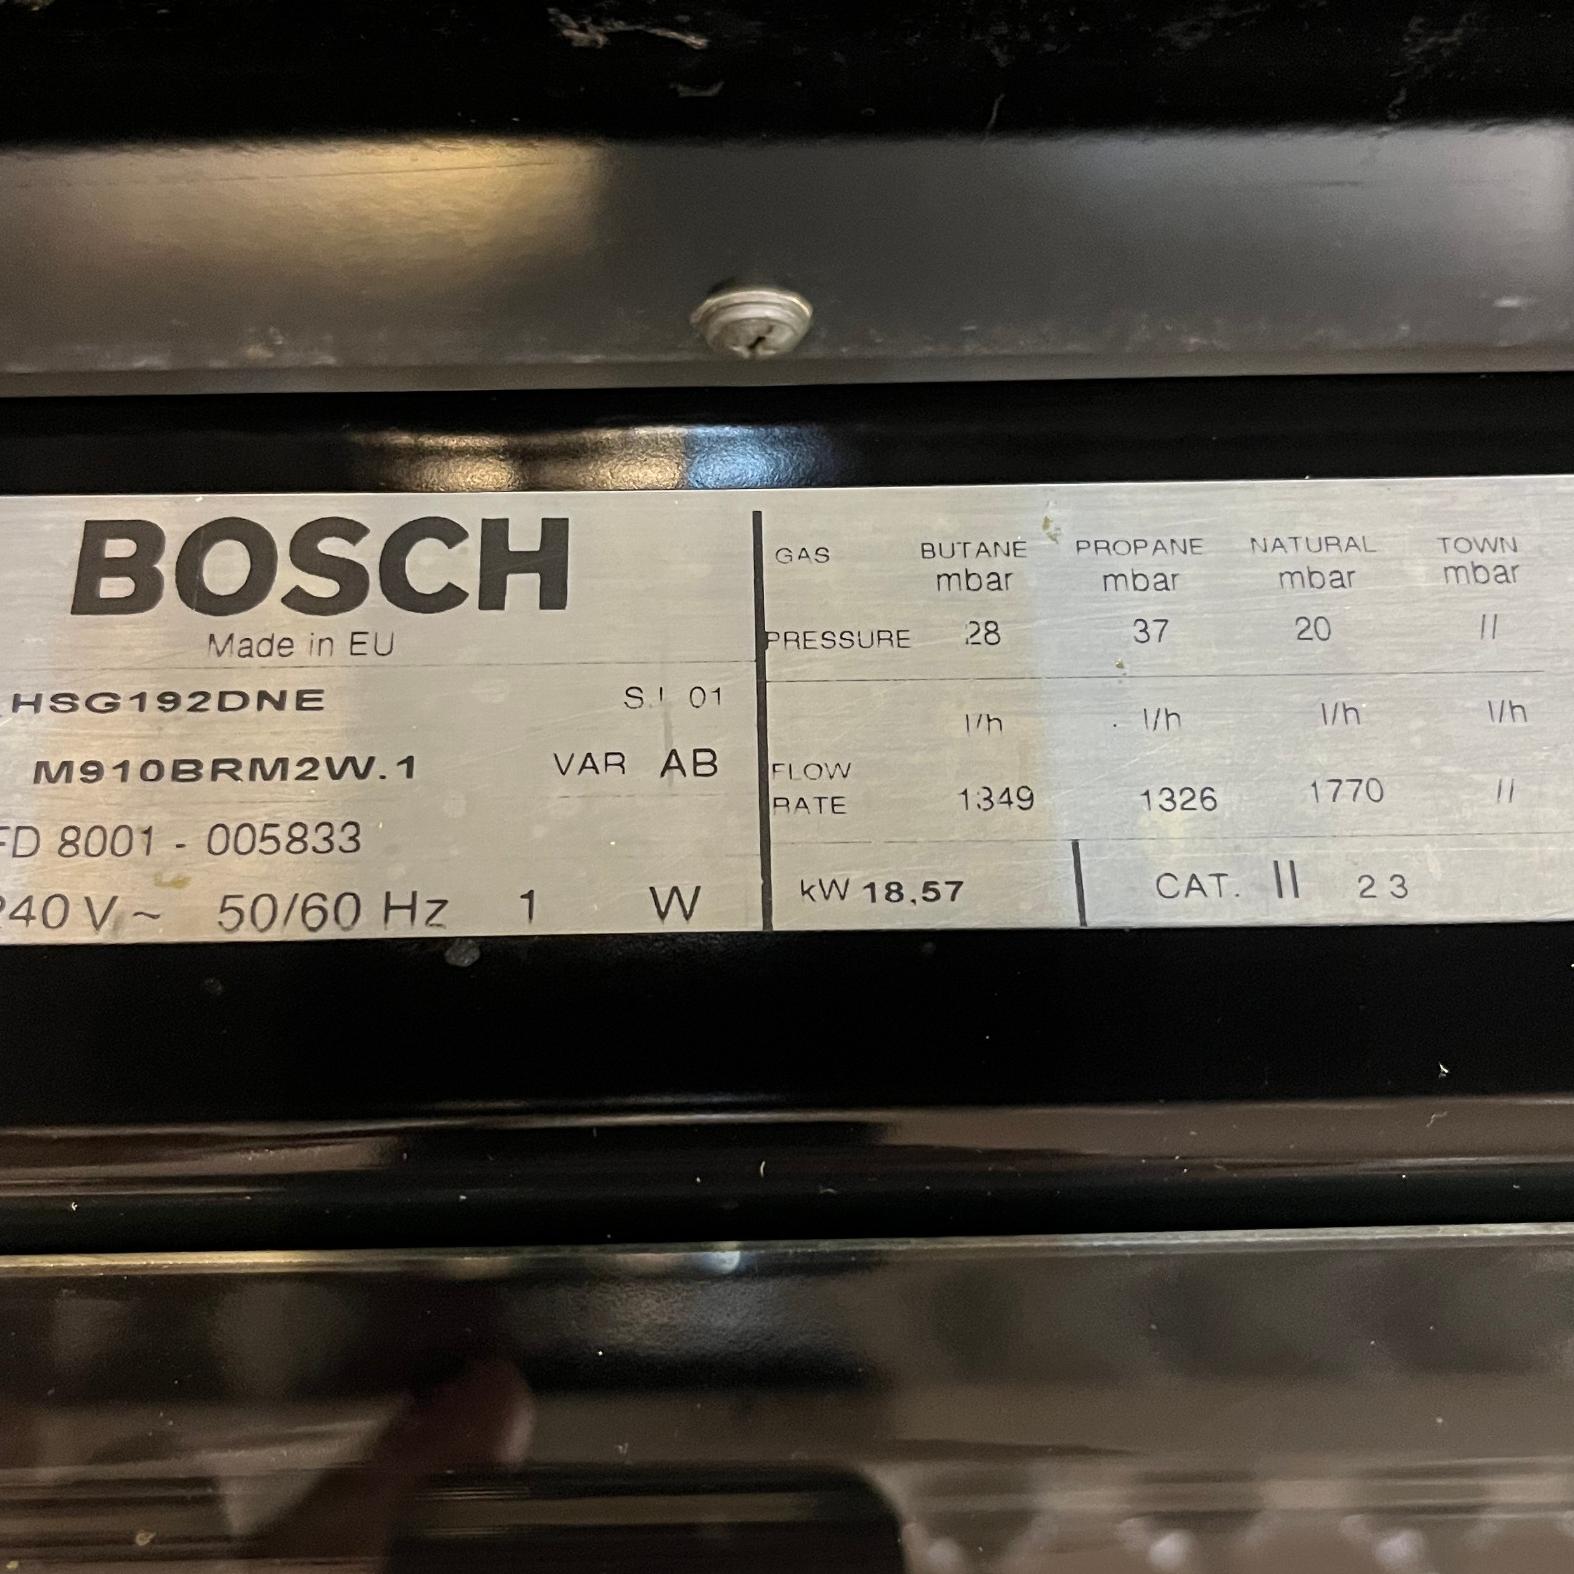 BOSCH
Made in EU
HSG192DNE S.I 01
M910BRM2W.1 VAR AB
FD 8001 - 005833
240 V ~ 50/60 Hz 1 W
GAS BUTANE PROPANE NATURAL TOWN
mbar mbar mbar mbar
PRESSURE 28 37 20 //
l/h l/h l/h l/h
FLOW
RATE 1349 1326 1770 //
kW 18,57 CAT. II 2 3